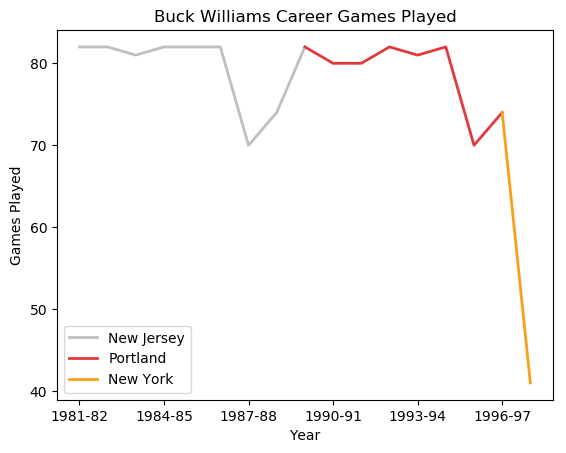 Buck Williams Career Games Played
Games Played
80
70
60
50
40
New Jersey
Portland
New York
1981-82 1984-85 1987-88 1990-91 1993-94 1996-97
Year